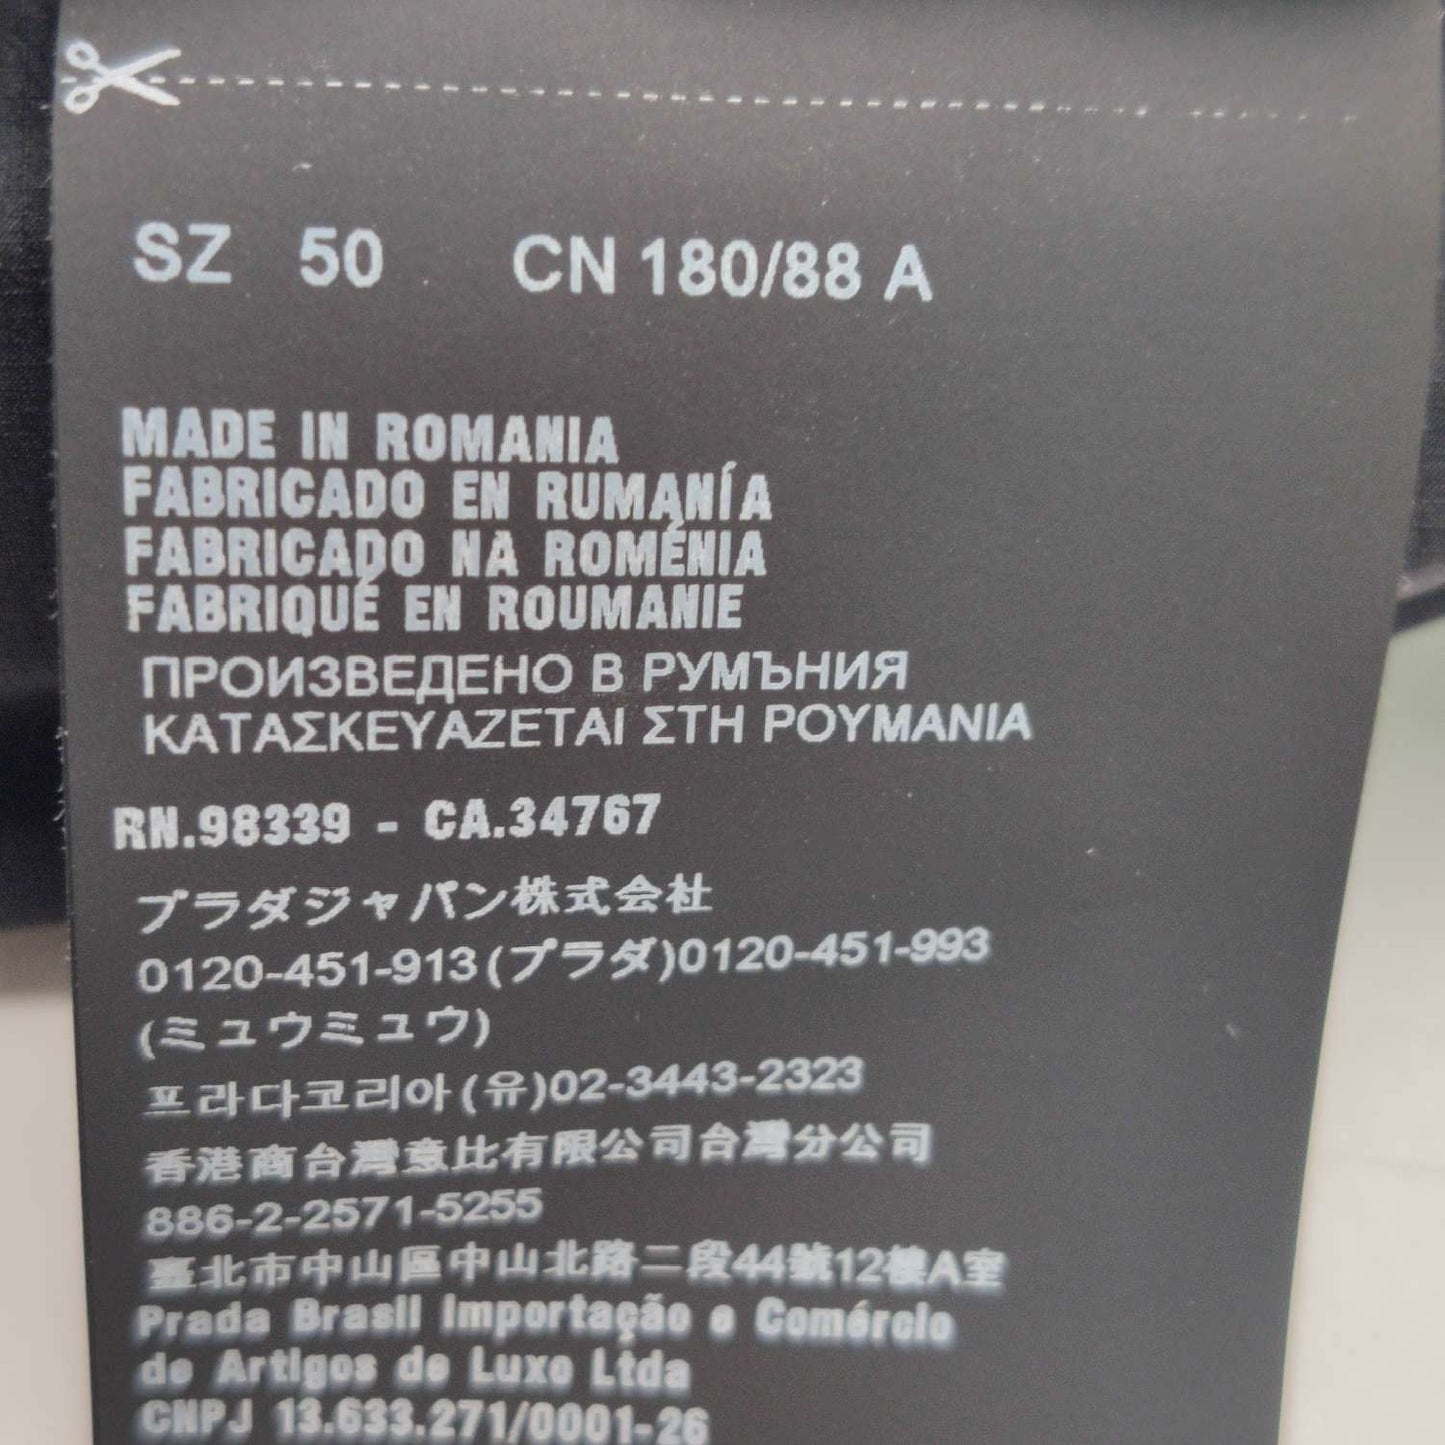 SZ 50 CN 180/88 A
MADE IN ROMANIA
FABRICADO EN RUMANÍA
FABRICADO NA ROMÉNIA
FABRIQUÉ EN ROUMANIE
ПРОИЗВЕДЕНО В РУМЪНИЯ
ΚΑΤΑΣΚΕΥΑΖΕΤΑΙ ΣΤΗ ΡΟΥΜΑΝΙΑ
RN.98339 - CA.34767
プラダジャパン株式会社
0120-451-913(プラダ)0120-451-993
(ミュウミュウ)
프라다코리아(유)02-3443-2323
香港商台灣意比有限公司台灣分公司
886-2-2571-5255
臺北市中山區中山北路二段44號12樓A室
Prada Brasil Importação e Comércio
de Artigos de Luxo Ltda
CNPJ 13.633.271/0001-26